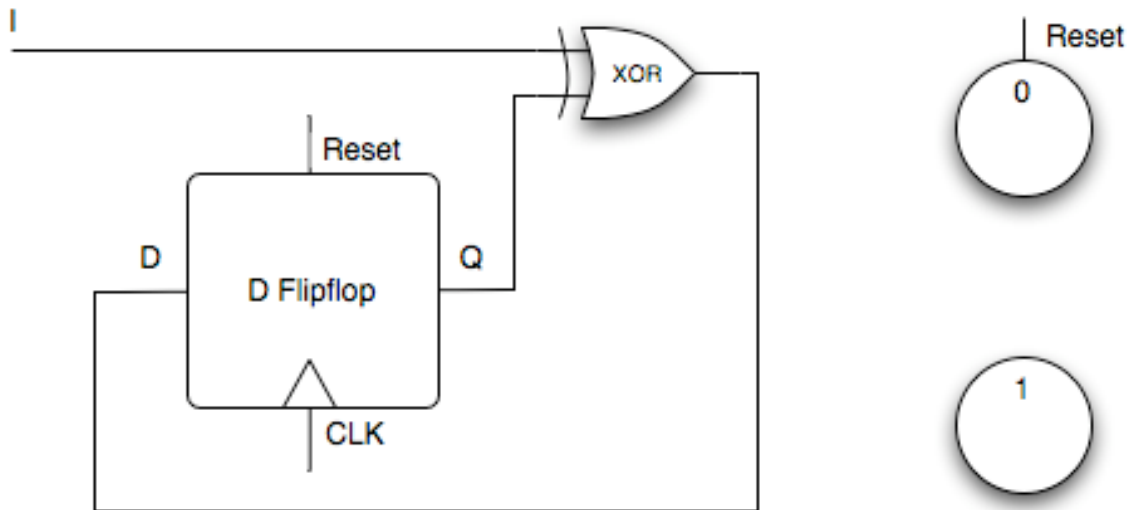 I
XOR
Reset
D
Q
D Flipflop
CLK
Reset
0
1